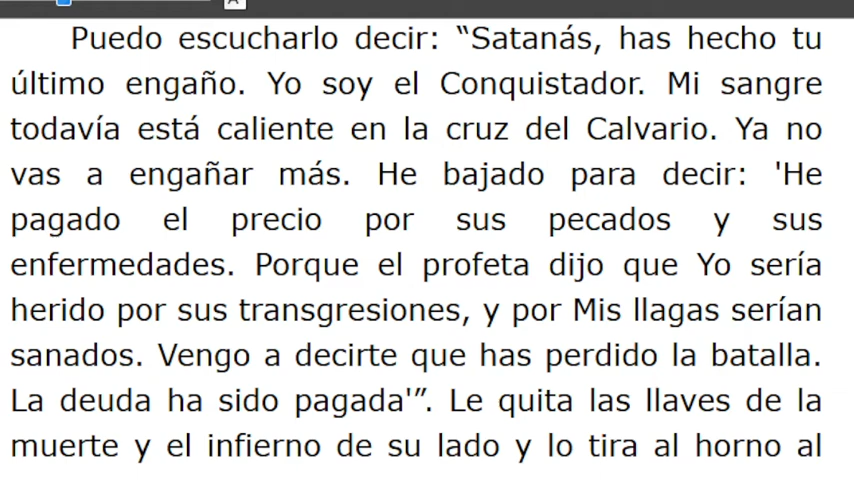 Puedo escucharlo decir: “Satanás, has hecho tu
último engaño. Yo soy el Conquistador. Mi sangre
todavía está caliente en la cruz del Calvario. Ya no
vas a engañar más. He bajado para decir: 'He
pagado el precio por sus pecados y sus
enfermedades. Porque el profeta dijo que Yo sería
herido por sus transgresiones, y por Mis llagas serían
sanados. Vengo a decirte que has perdido la batalla.
La deuda ha sido pagada'”. Le quita las llaves de la
muerte y el infierno de su lado y lo tira al horno al